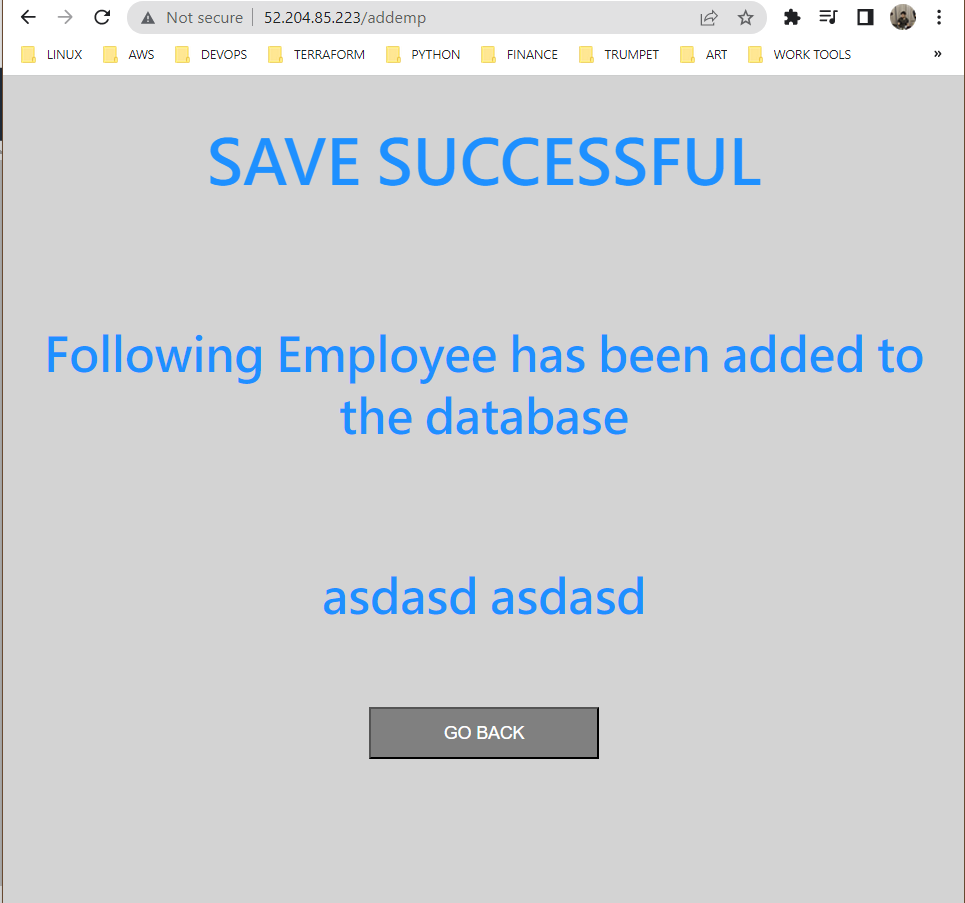 Not secure 52.204.85.223/addemp
LINUX AWS DEVOPS TERRAFORM PYTHON FINANCE TRUMPET ART WORK TOOLS »
SAVE SUCCESSFUL
Following Employee has been added to
the database
asdasd asdasd
GO BACK